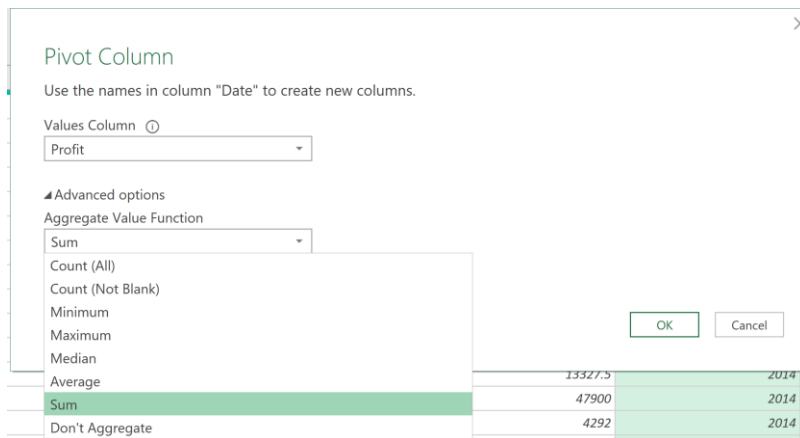 Pivot Column
Use the names in column "Date" to create new columns.
Values Column
Profit
Advanced options
Aggregate Value Function
Sum
Count (All)
Count (Not Blank)
Minimum
Maximum
Median
Average
Sum
Don't Aggregate
OK Cancel
13327.5 2014
47900 2014
4292 2014